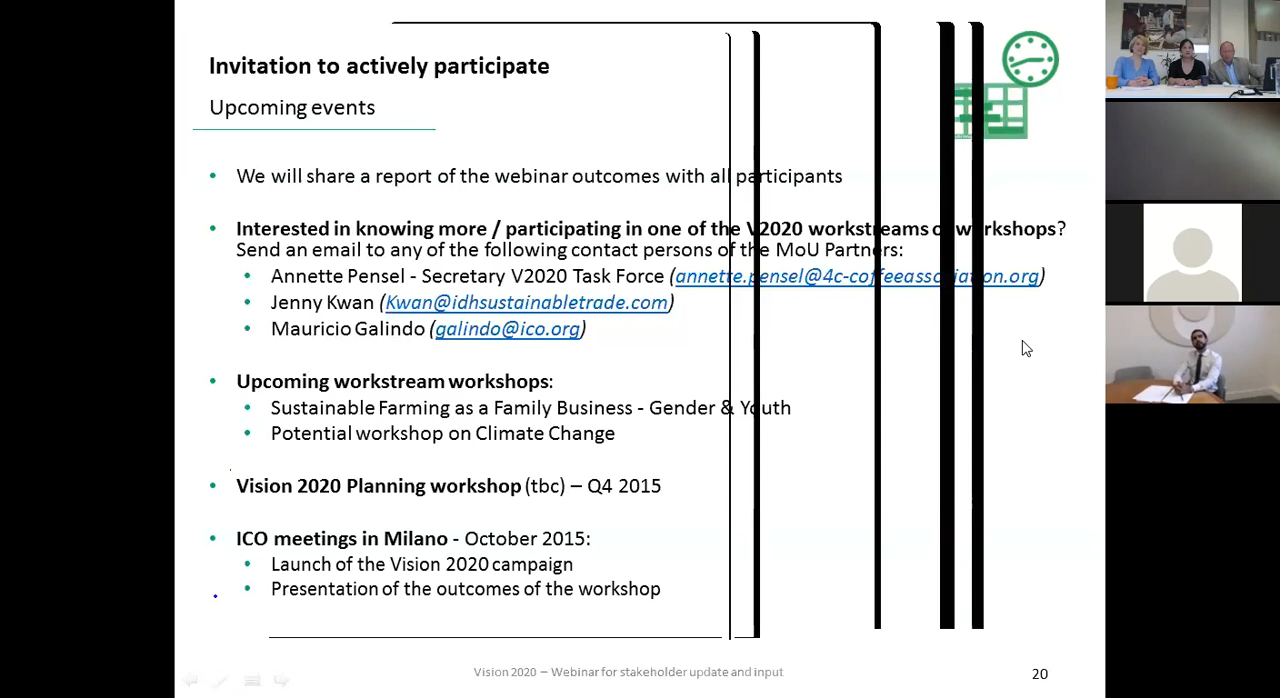 Invitation to actively participate
Upcoming events
• We will share a report of the webinar outcomes with all participants
• Interested in knowing more / participating in one of the V2020 workstreams or workshops?
Send an email to any of the following contact persons of the MoU Partners:
• Annette Pensel - Secretary V2020 Task Force (annette.pensel@4c-coffeeassociation.org)
• Jenny Kwan (Kwan@idhsustainabletrade.com)
• Mauricio Galindo (galindo@ico.org)
• Upcoming workstream workshops:
• Sustainable Farming as a Family Business - Gender & Youth
• Potential workshop on Climate Change
• Vision 2020 Planning workshop (tbc) – Q4 2015
• ICO meetings in Milano - October 2015:
• Launch of the Vision 2020 campaign
• Presentation of the outcomes of the workshop
Vision 2020 – Webinar for stakeholder update and input
20